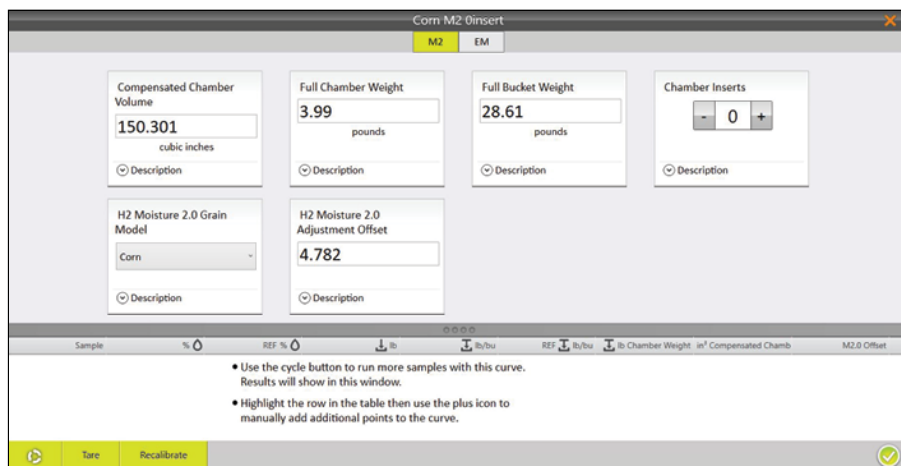 Corn M2 0insert
M2 EM
Compensated Chamber
Volume
150.301
cubic inches
Description
Full Chamber Weight
3.99
pounds
Description
Full Bucket Weight
28.61
pounds
Description
Chamber Inserts
- 0 +
Description
H2 Moisture 2.0 Grain
Model
Corn
Description
H2 Moisture 2.0
Adjustment Offset
4.782
Description
Sample % REF % lb lb/bu REF lb/bu lb Chamber Weight in³ Compensated Chamb M2.0 Offset
• Use the cycle button to run more samples with this curve.
Results will show in this window.
• Highlight the row in the table then use the plus icon to
manually add additional points to the curve.
Tare Recalibrate